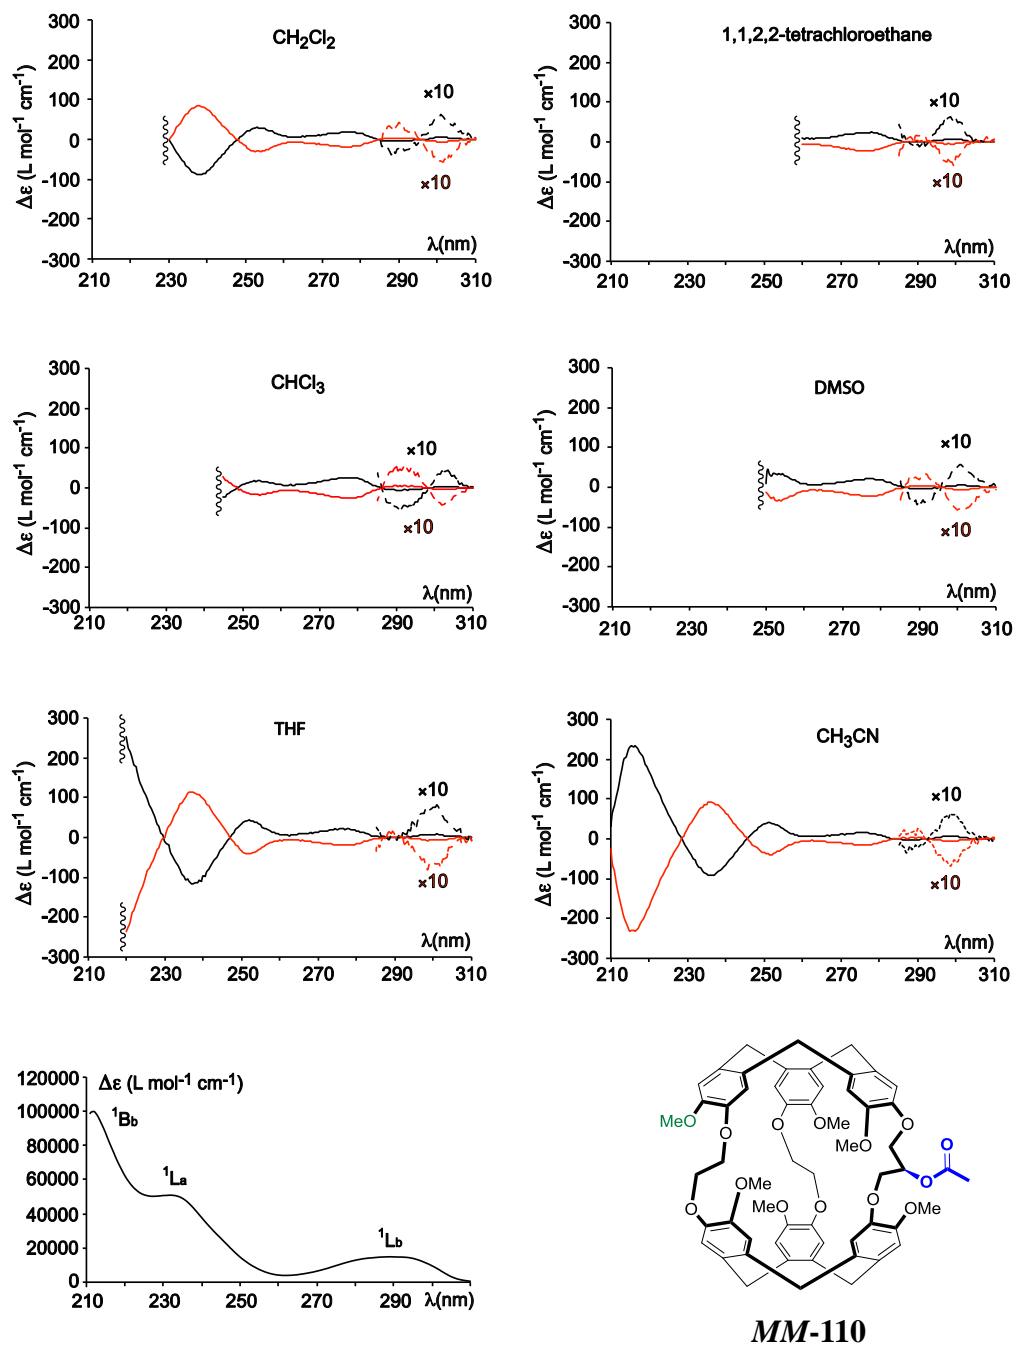 CH2Cl2
Δε (L mol-1 cm-1)
300
200
100
0
-100
-200
-300
×10
×10
λ(nm)
210 230 250 270 290 310
1,1,2,2-tetrachloroethane
Δε (L mol-1 cm-1)
300
200
100
0
-100
-200
-300
×10
×10
λ(nm)
210 230 250 270 290 310
CHCl3
Δε (L mol-1 cm-1)
300
200
100
0
-100
-200
-300
×10
×10
λ(nm)
210 230 250 270 290 310
DMSO
Δε (L mol-1 cm-1)
300
200
100
0
-100
-200
-300
×10
×10
λ(nm)
210 230 250 270 290 310
THF
Δε (L mol-1 cm-1)
300
200
100
0
-100
-200
-300
×10
×10
λ(nm)
210 230 250 270 290 310
CH3CN
Δε (L mol-1 cm-1)
300
200
100
0
-100
-200
-300
×10
×10
λ(nm)
210 230 250 270 290 310
Δε (L mol-1 cm-1)
120000
100000
80000
60000
40000
20000
0
1Bb
1La
1Lb
210 230 250 270 290 λ(nm)
MeO
OMe
MeO
O
O
O
O
O
OMe
MeO
O
O
O
OMe
MM-110